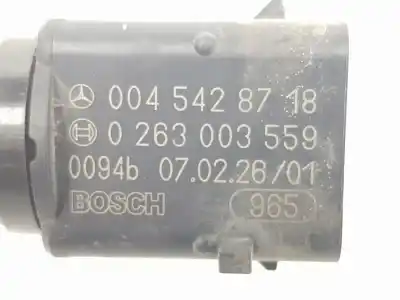 004 542 87 18
0 263 003 559
0094b 07.02.26/01
BOSCH 965